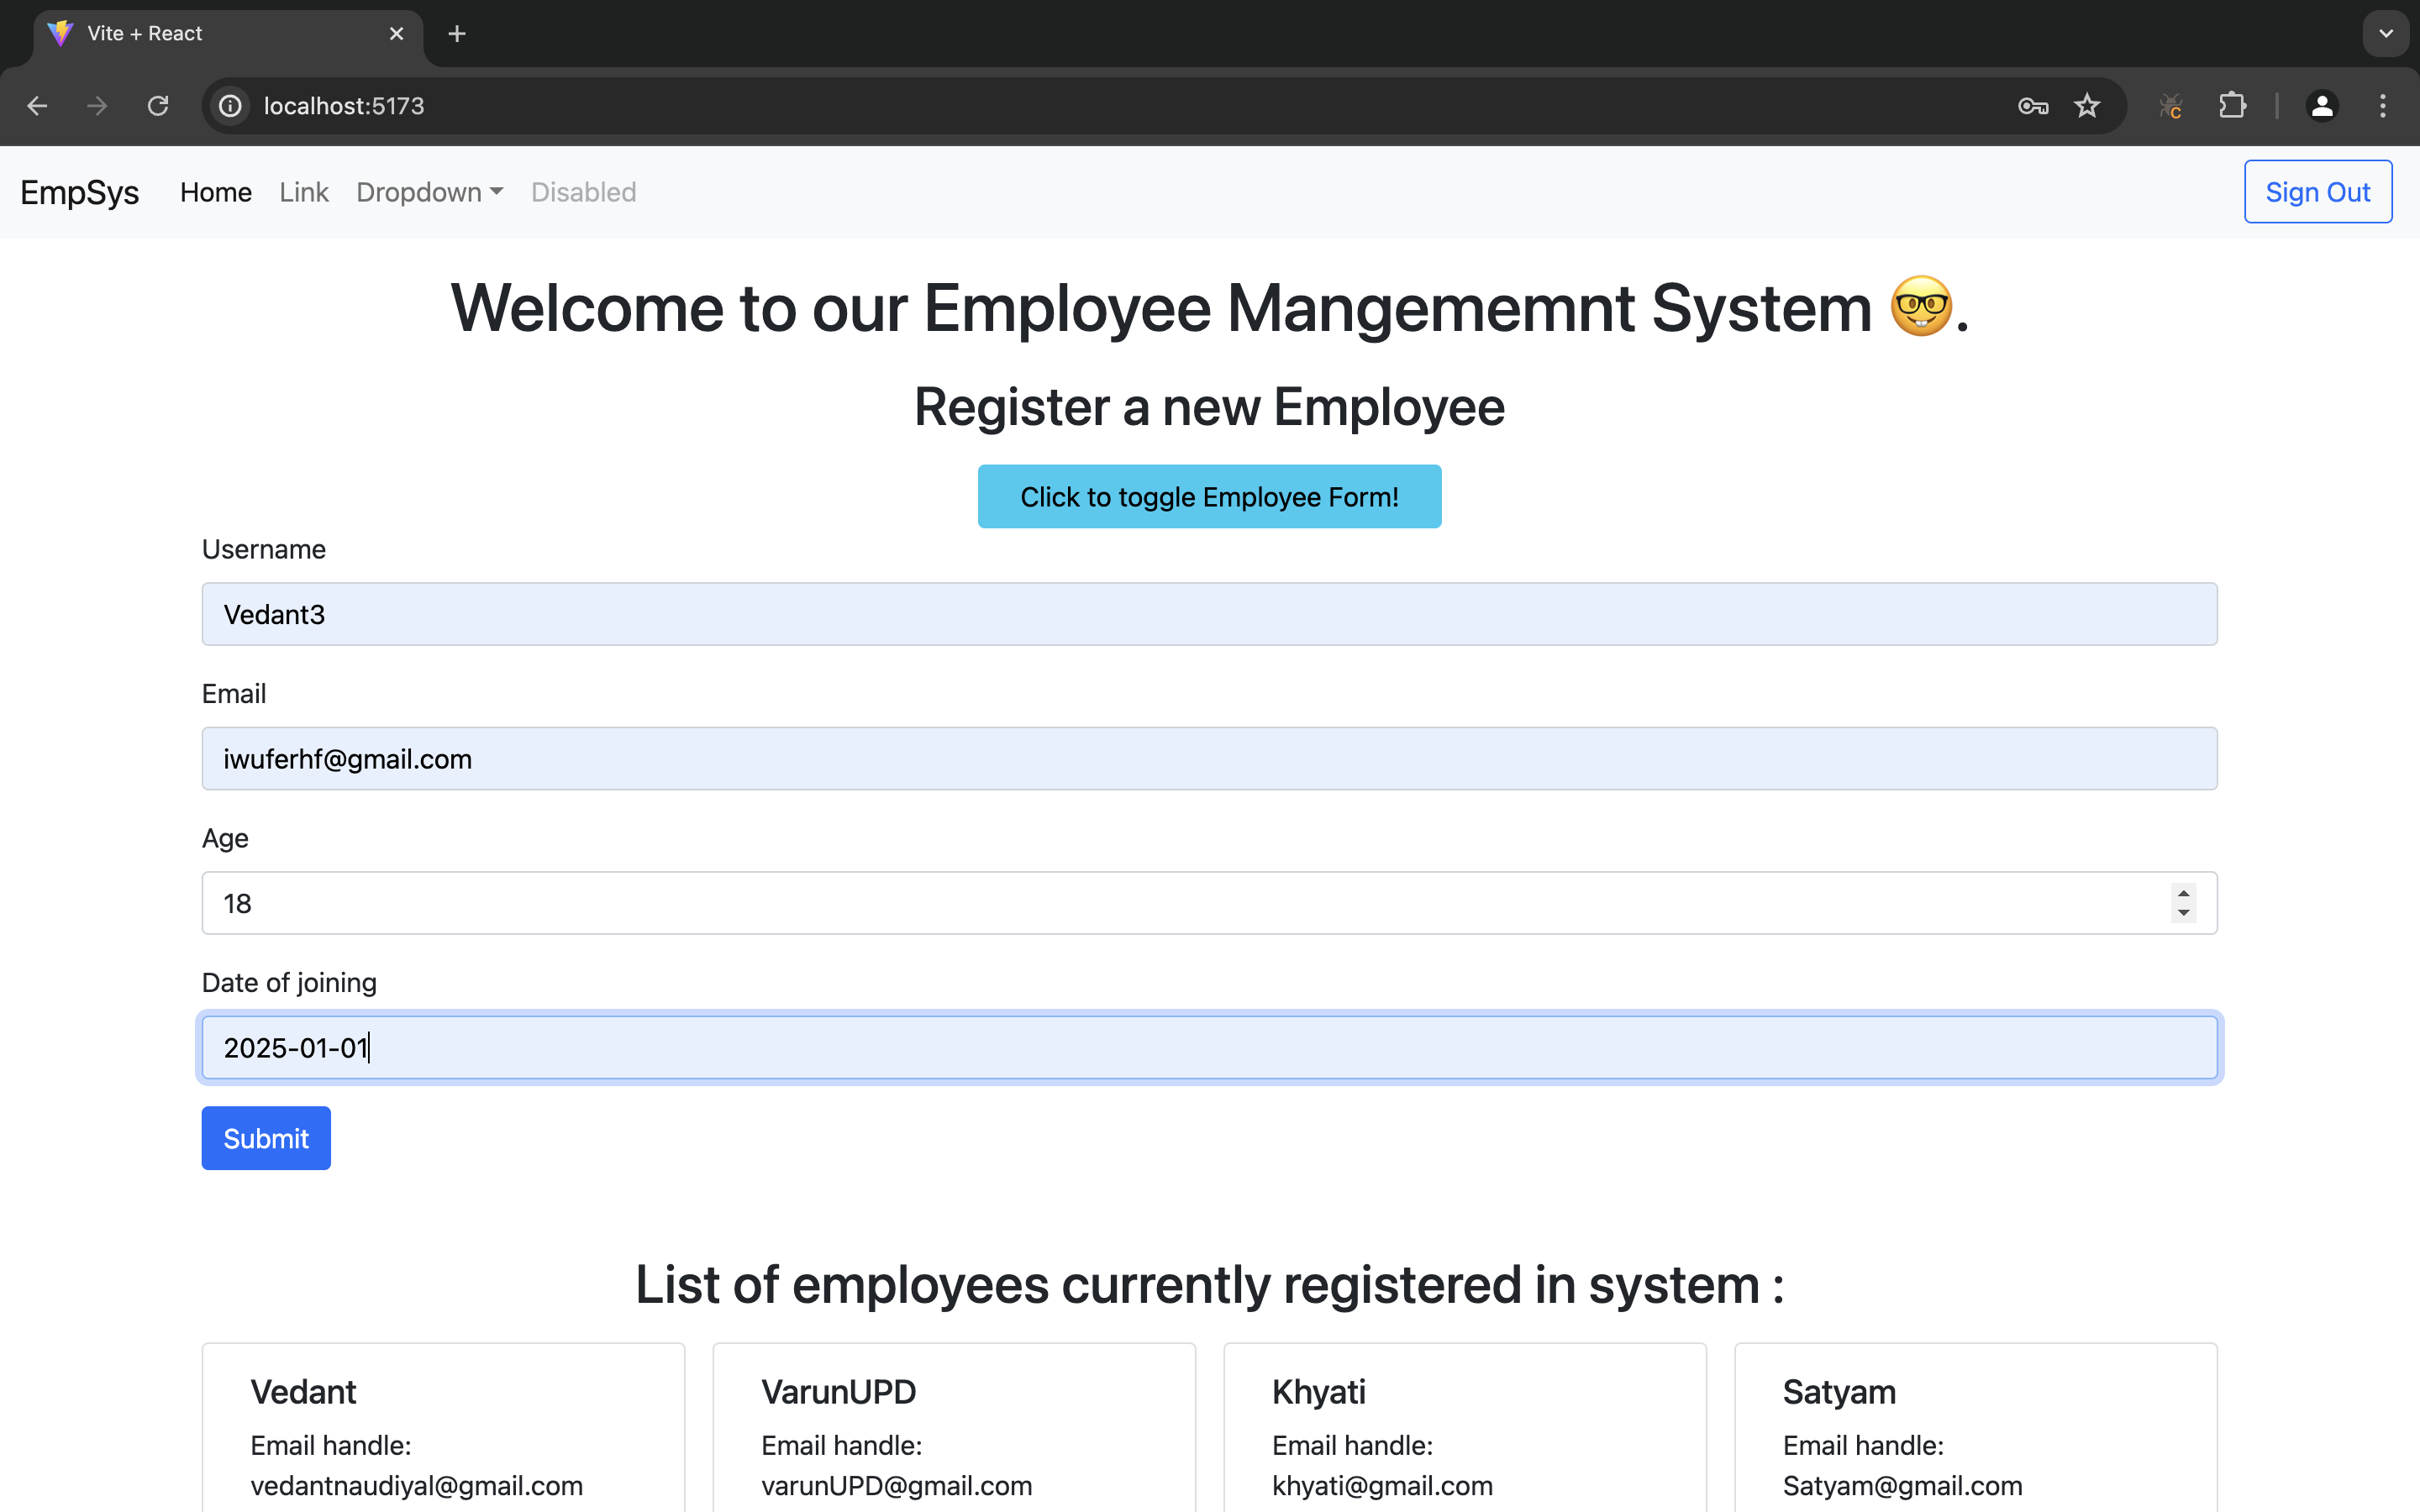 Vite + React
localhost:5173
EmpSys Home Link Dropdown Disabled Sign Out
Welcome to our Employee Mangememnt System 🤓.
Register a new Employee
Click to toggle Employee Form!
Username
Vedant3
Email
iwuferhf@gmail.com
Age
18
Date of joining
2025-01-01
Submit
List of employees currently registered in system :
Vedant
Email handle:
vedantnaudiyal@gmail.com
VarunUPD
Email handle:
varunUPD@gmail.com
Khyati
Email handle:
khyati@gmail.com
Satyam
Email handle:
Satyam@gmail.com